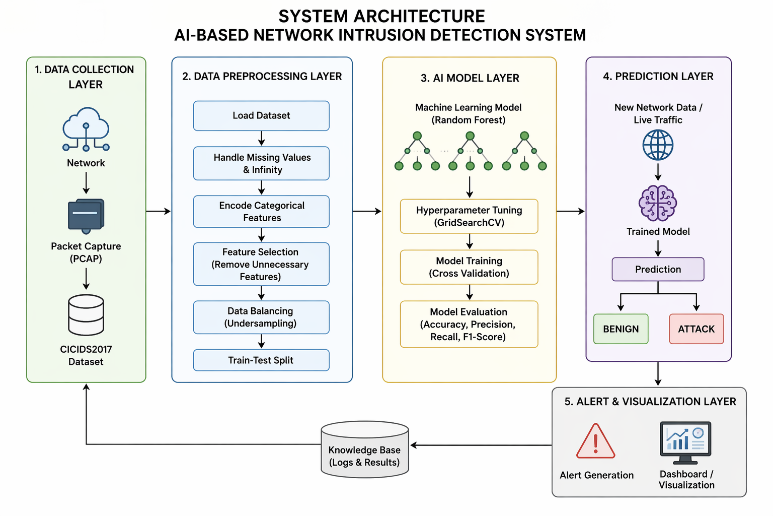 SYSTEM ARCHITECTURE
AI-BASED NETWORK INTRUSION DETECTION SYSTEM
1. DATA COLLECTION
LAYER
Network
Packet Capture
(PCAP)
CICIDS2017
Dataset
2. DATA PREPROCESSING LAYER
Load Dataset
Handle Missing Values
& Infinity
Encode Categorical
Features
Feature Selection
(Remove Unnecessary
Features)
Data Balancing
(Undersampling)
Train-Test Split
3. AI MODEL LAYER
Machine Learning Model
(Random Forest)
Hyperparameter Tuning
(GridSearchCV)
Model Training
(Cross Validation)
Model Evaluation
(Accuracy, Precision,
Recall, F1-Score)
4. PREDICTION LAYER
New Network Data /
Live Traffic
Trained Model
Prediction
BENIGN
ATTACK
5. ALERT & VISUALIZATION LAYER
Alert Generation
Dashboard /
Visualization
Knowledge Base
(Logs & Results)